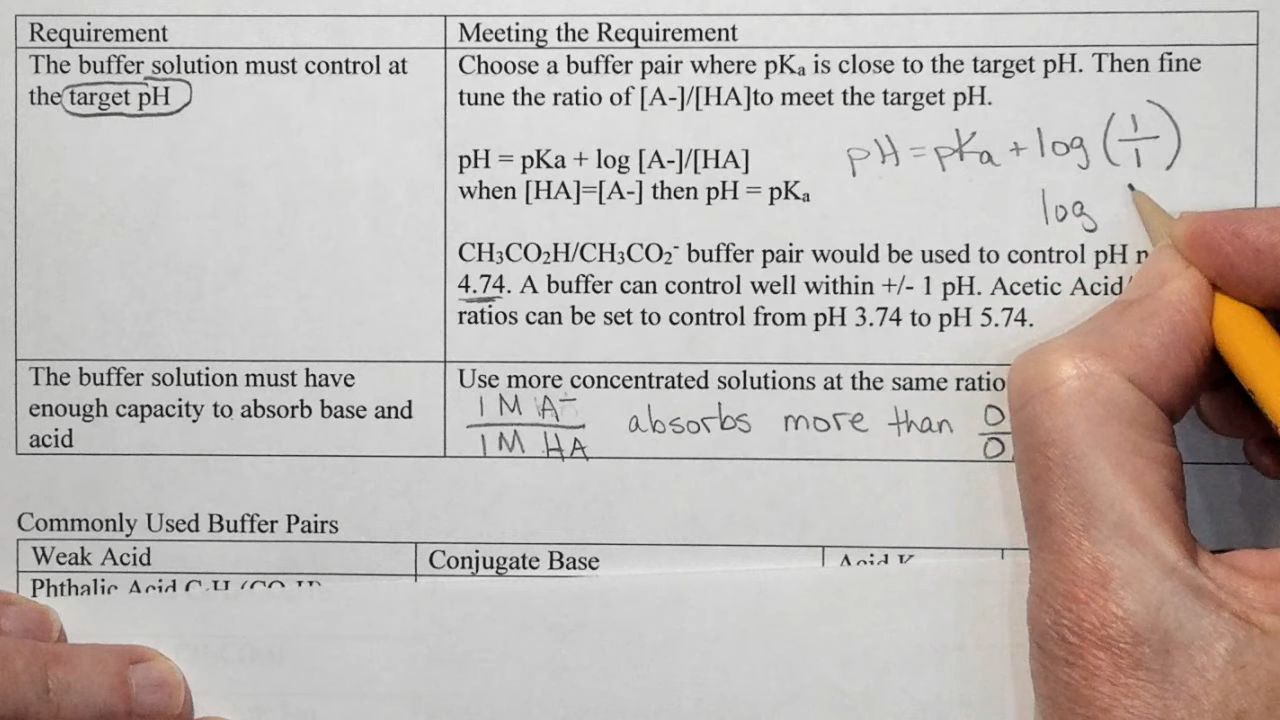 Requirement
Meeting the Requirement
The buffer solution must control at
the target pH
Choose a buffer pair where pKₐ is close to the target pH. Then fine
tune the ratio of [A-]/[HA]to meet the target pH.
pH = pKa + log [A-]/[HA]
when [HA]=[A-] then pH = pKₐ
pH = pKa + log (1/1)
log
CH₃CO₂H/CH₃CO₂⁻ buffer pair would be used to control pH
4.74. A buffer can control well within +/- 1 pH. Acetic Acid/
ratios can be set to control from pH 3.74 to pH 5.74.
The buffer solution must have
enough capacity to absorb base and
acid
Use more concentrated solutions at the same ratio
1 M A⁻ / 1 M HA absorbs more than 0 / 0
Commonly Used Buffer Pairs
Weak Acid
Conjugate Base
Acid K
Phthalic Acid